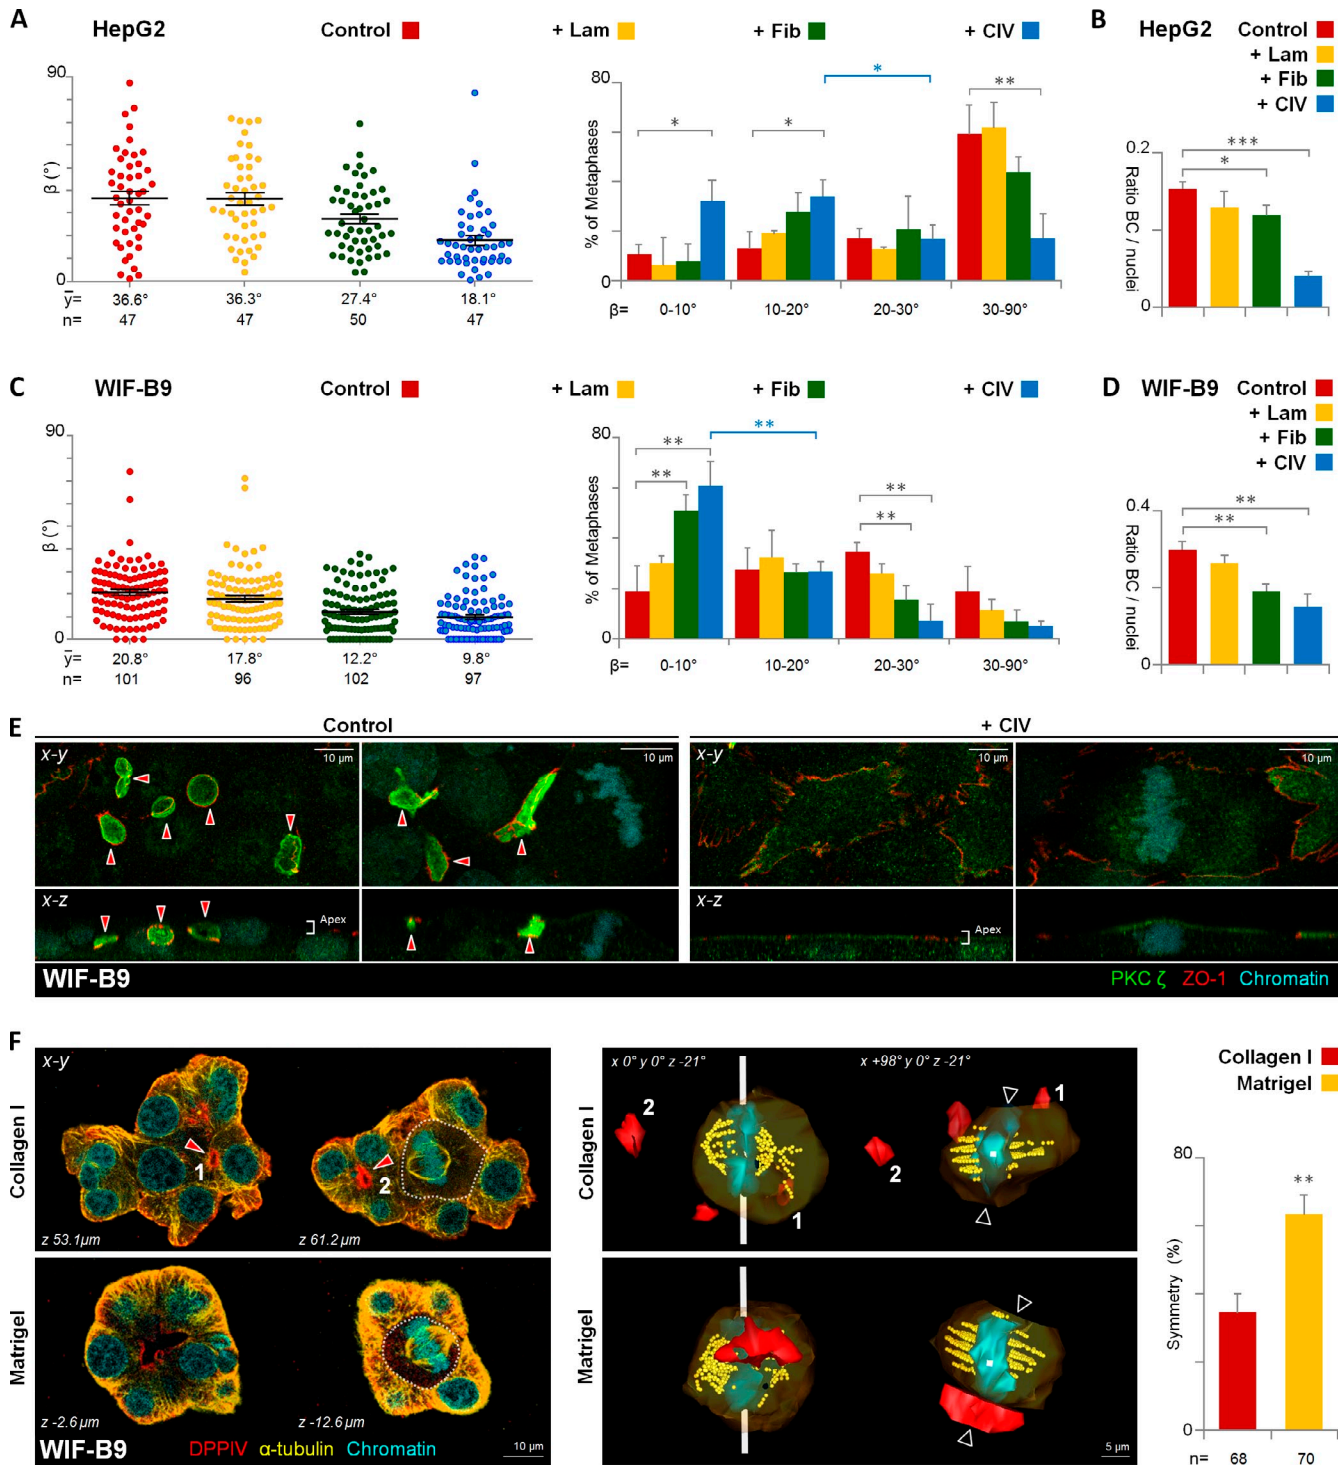 A HepG2 Control + Lam + Fib + CIV
90
β (°)
0
y̅= 36.6° 36.3° 27.4° 18.1°
n= 47 47 50 47
80
% of Metaphases
0
* * * **
β= 0-10° 10-20° 20-30° 30-90°
B HepG2 Control
+ Lam
+ Fib
+ CIV
0.2
Ratio BC / nuclei
0
***
*
C WIF-B9 Control + Lam + Fib + CIV
90
β (°)
0
y̅= 20.8° 17.8° 12.2° 9.8°
n= 101 96 102 97
80
% of Metaphases
0
** ** ** ** **
β= 0-10° 10-20° 20-30° 30-90°
D WIF-B9 Control
+ Lam
+ Fib
+ CIV
0.4
Ratio BC / nuclei
0
**
**
E Control + CIV
x-y 10 µm 10 µm x-y 10 µm 10 µm
x-z Apex x-z Apex
WIF-B9 PKC ζ ZO-1 Chromatin
F
Collagen I
x-y
1
2
z 53.1µm z 61.2 µm
Matrigel
z -2.6 µm z -12.6 µm
WIF-B9 DPPIV α-tubulin Chromatin 10 µm
Collagen I
x 0° y 0° z -21° x +98° y 0° z -21°
2 1 1 2
Matrigel
5 µm
Collagen I
Matrigel
80
Symmetry (%)
0
**
n= 68 70